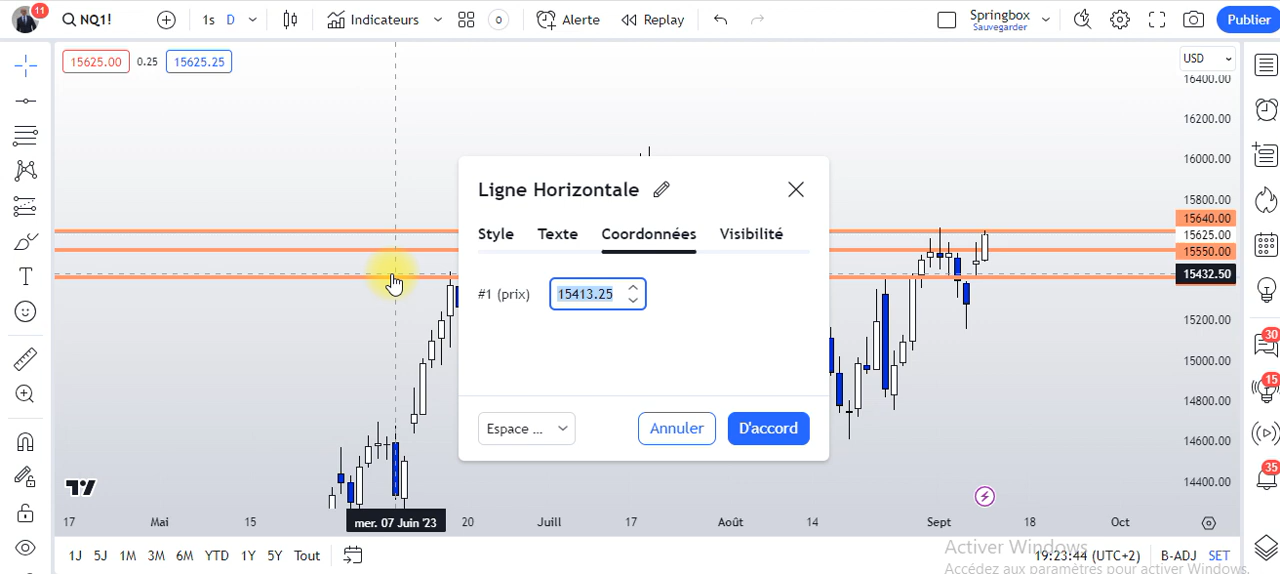 11
NQ1!
1s
D
Indicateurs
Alerte
Replay
Springbox
Sauvegarder
Publier
15625.00
0.25
15625.25
USD
16400.00
16200.00
16000.00
15800.00
15640.00
15625.00
15550.00
15432.50
15200.00
15000.00
14800.00
14600.00
14400.00
Ligne Horizontale
Style
Texte
Coordonnées
Visibilité
#1 (prix)
15413.25
Espace ...
Annuler
D'accord
30
15
35
17
Mai
15
mer. 07 Juin '23
20
Juill
17
Août
14
Sept
18
Oct
1J
5J
1M
3M
6M
YTD
1Y
5Y
Tout
19:23:44 (UTC+2)
B-ADJ
SET
Activer Windows
Accédez aux paramètres pour activer Windows.